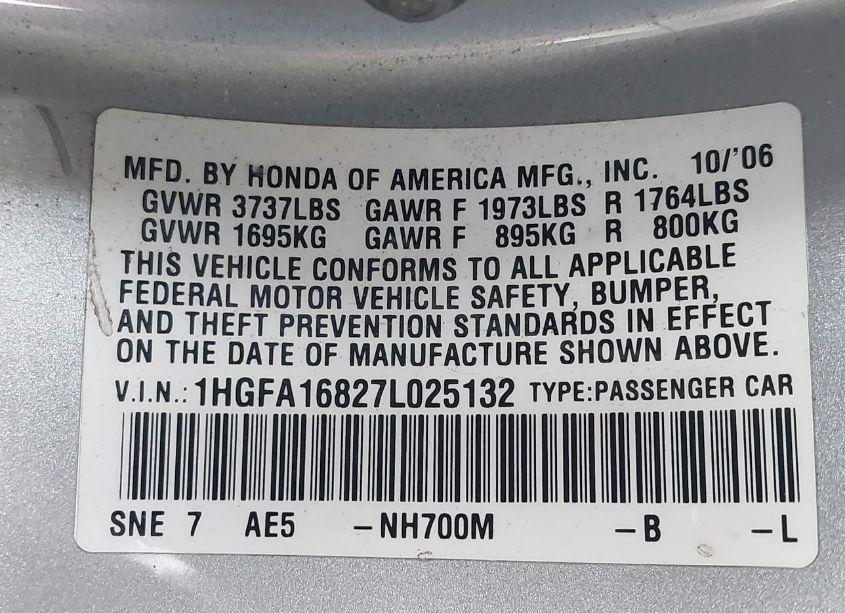 MFD. BY HONDA OF AMERICA MFG., INC. 10/'06
GVWR 3737LBS GAWR F 1973LBS R 1764LBS
GVWR 1695KG GAWR F 895KG R 800KG
THIS VEHICLE CONFORMS TO ALL APPLICABLE
FEDERAL MOTOR VEHICLE SAFETY, BUMPER,
AND THEFT PREVENTION STANDARDS IN EFFECT
ON THE DATE OF MANUFACTURE SHOWN ABOVE.
V.I.N.: 1HGFA16827L025132 TYPE:PASSENGER CAR
SNE 7 AE5 -NH700M -B -L